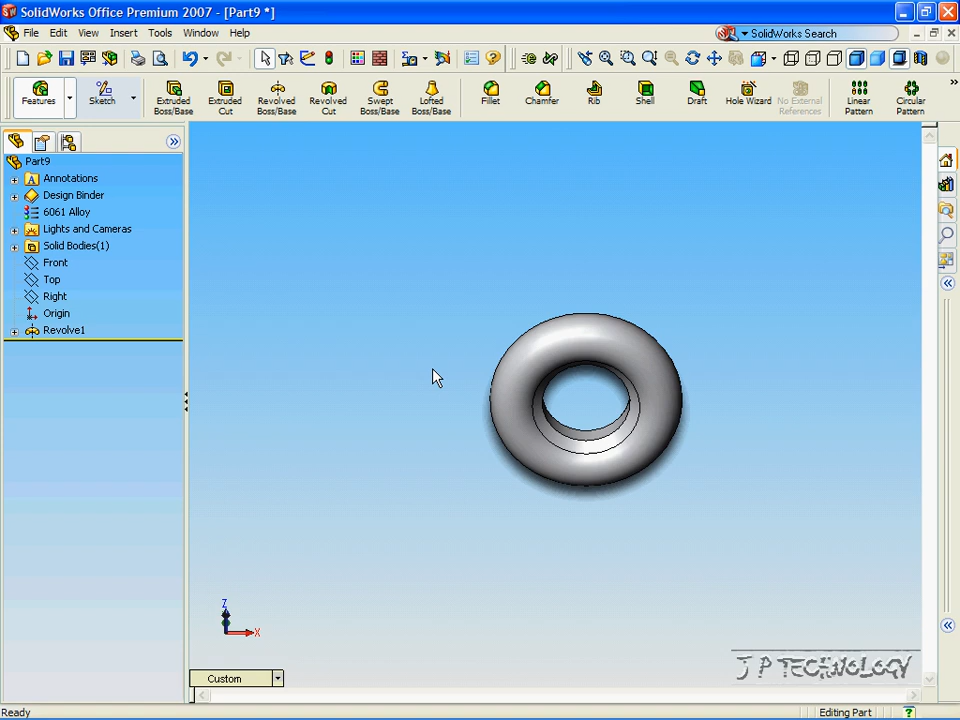 SolidWorks Office Premium 2007 - [Part9 *]
File Edit View Insert Tools Window Help SolidWorks Search
Features Sketch Extruded Boss/Base Extruded Cut Revolved Boss/Base Revolved Cut Swept Boss/Base Lofted Boss/Base Fillet Chamfer Rib Shell Draft Hole Wizard No External References Linear Pattern Circular Pattern
Part9
A Annotations
Design Binder
6061 Alloy
Lights and Cameras
Solid Bodies(1)
Front
Top
Right
Origin
Revolve1
Z
X
J P TECHNOLOGY
Custom
Ready Editing Part ?